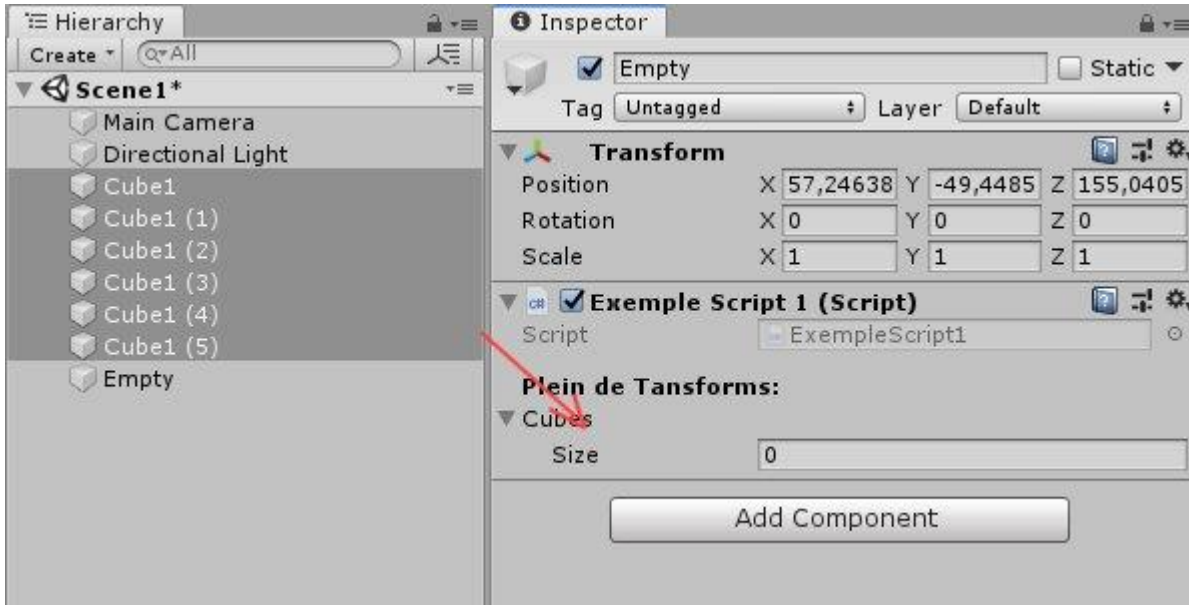 Hierarchy
Create
All
Scene1*
Main Camera
Directional Light
Cube1
Cube1 (1)
Cube1 (2)
Cube1 (3)
Cube1 (4)
Cube1 (5)
Empty
Inspector
Empty
Static
Tag Untagged Layer Default
Transform
Position X 57,24638 Y -49,4485 Z 155,0405
Rotation X 0 Y 0 Z 0
Scale X 1 Y 1 Z 1
C# Exemple Script 1 (Script)
Script ExempleScript1
Plein de Tansforms:
Cubes
Size 0
Add Component